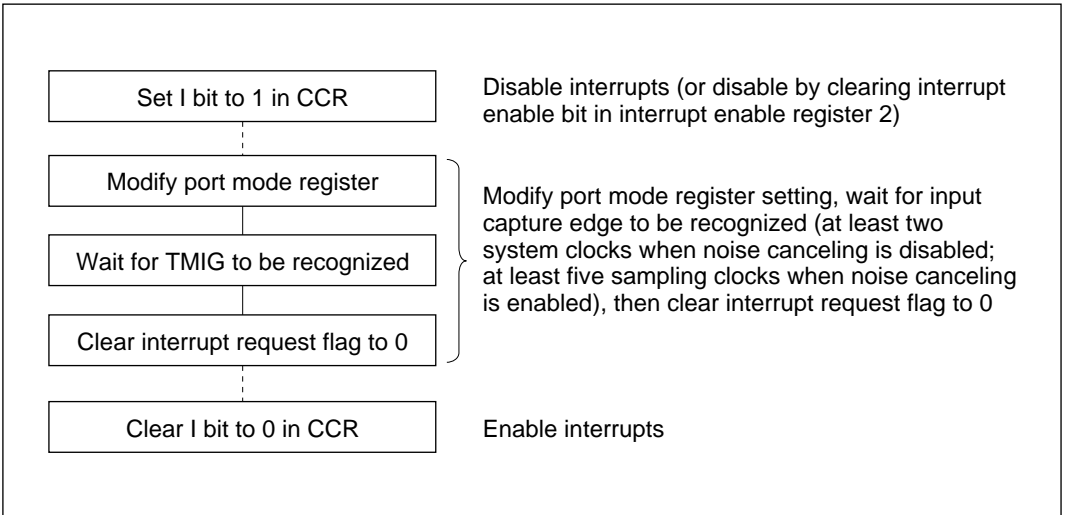 Set I bit to 1 in CCR
Disable interrupts (or disable by clearing interrupt
enable bit in interrupt enable register 2)
Modify port mode register
Wait for TMIG to be recognized
Clear interrupt request flag to 0
Modify port mode register setting, wait for input
capture edge to be recognized (at least two
system clocks when noise canceling is disabled;
at least five sampling clocks when noise canceling
is enabled), then clear interrupt request flag to 0
Clear I bit to 0 in CCR
Enable interrupts